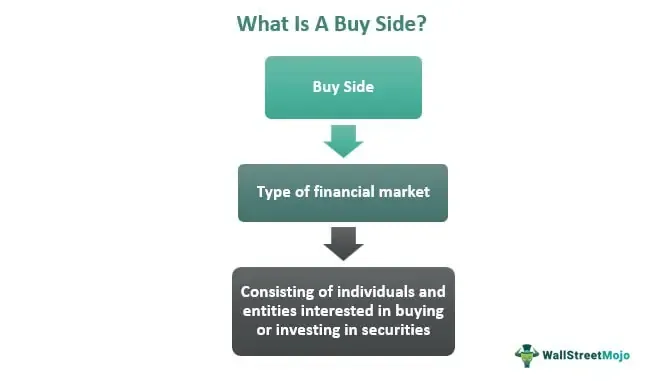 What Is A Buy Side?
Buy Side
Type of financial market
Consisting of individuals and
entities interested in buying
or investing in securities
WallStreetMojo